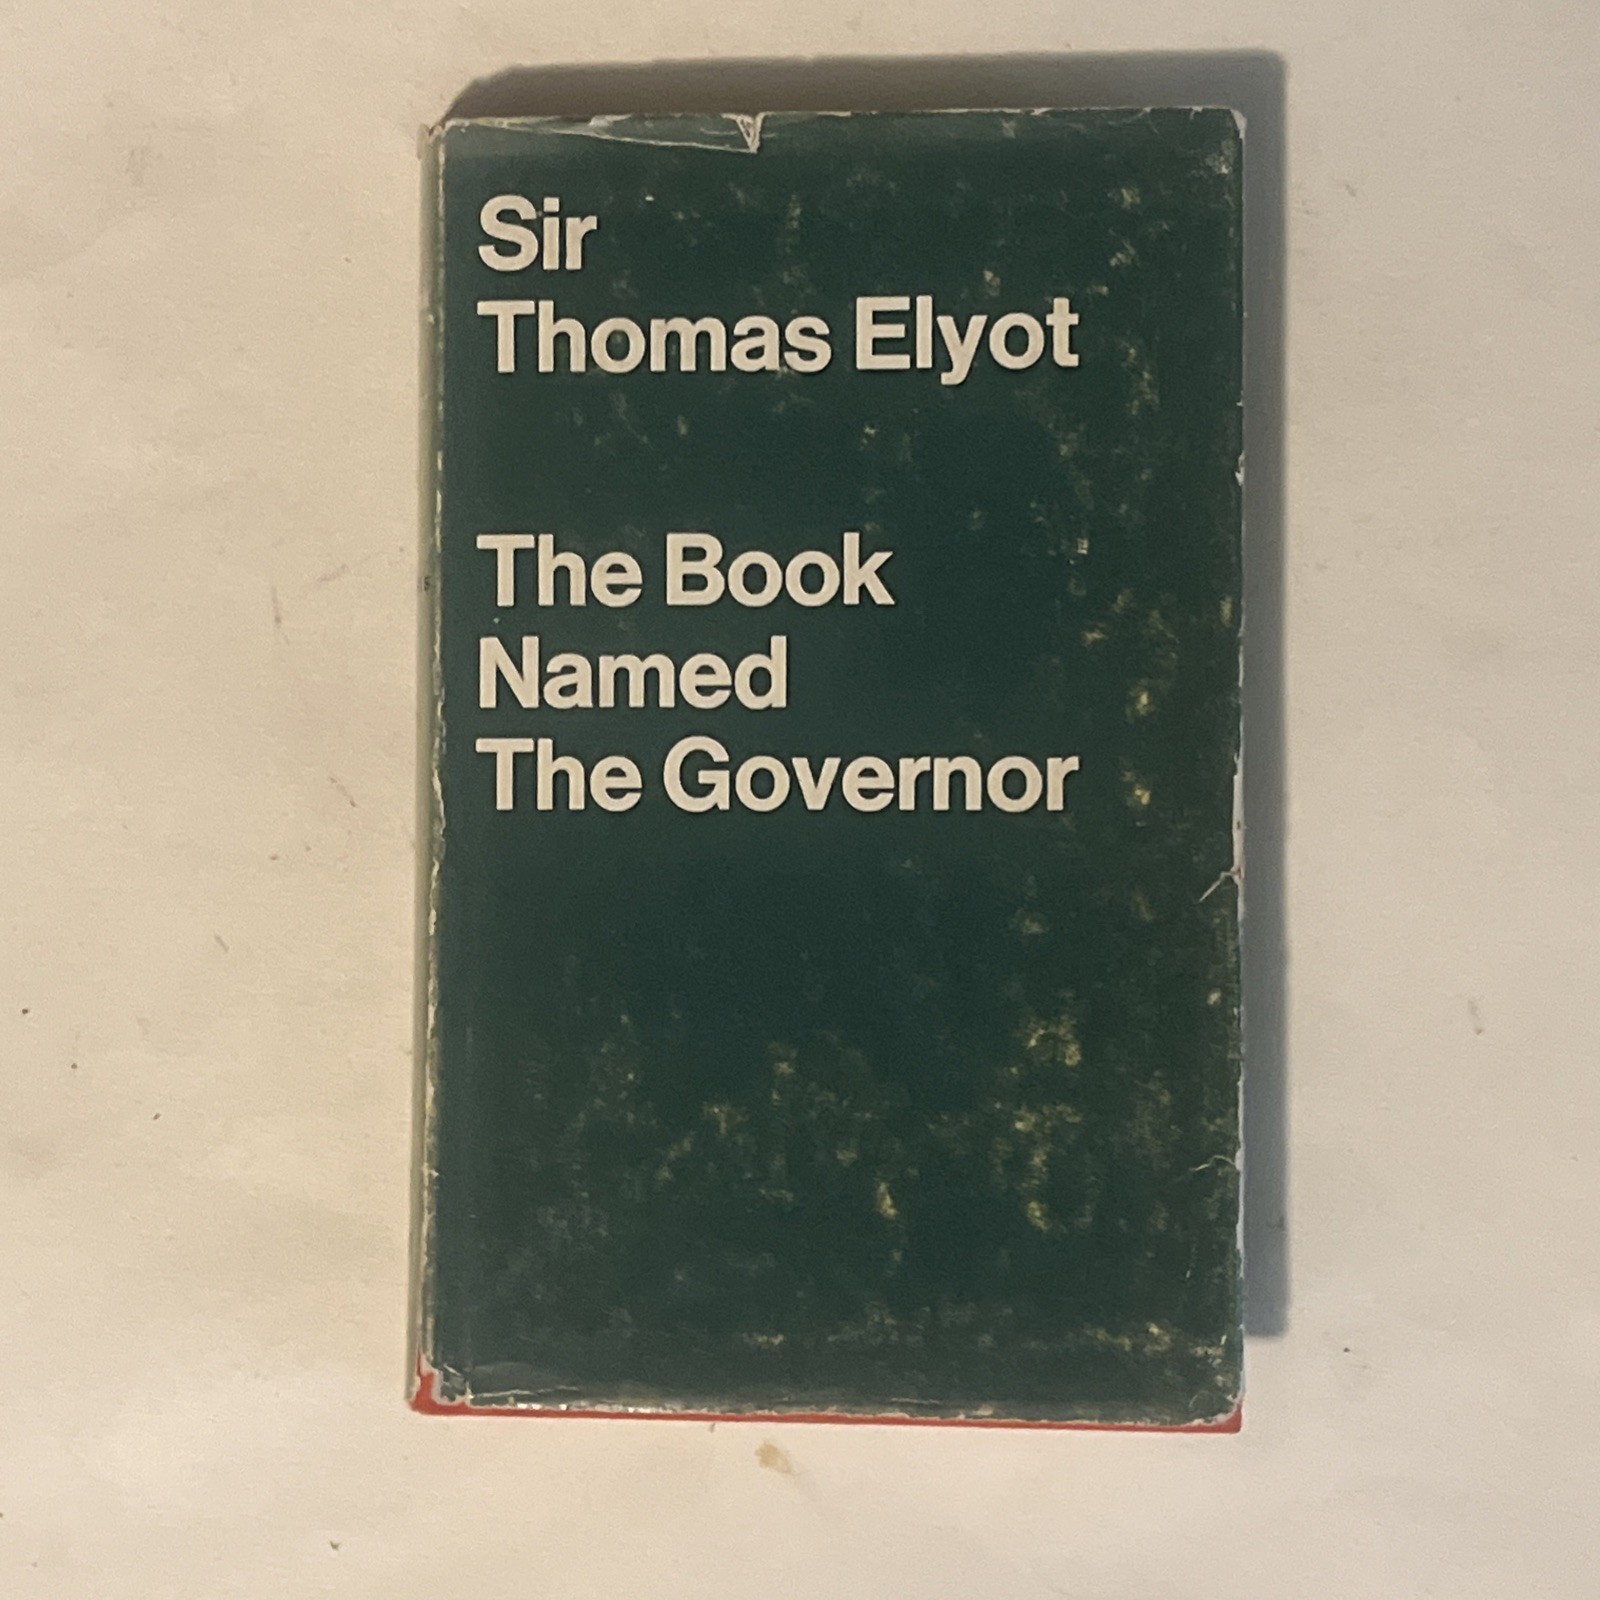 Sir
Thomas Elyot
The Book
Named
The Governor